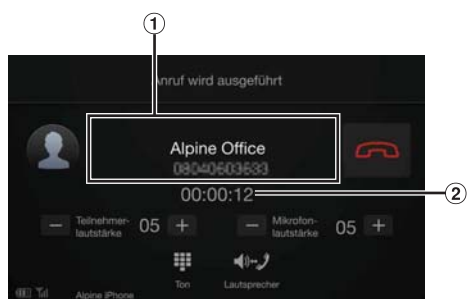 ①
Anruf wird ausgeführt
Alpine Office
08040603633
00:00:12
②
Teilnehmer- 05 Mikrofon- 05
lautstärke lautstärke
Ton Lautsprecher
Alpine iPhone